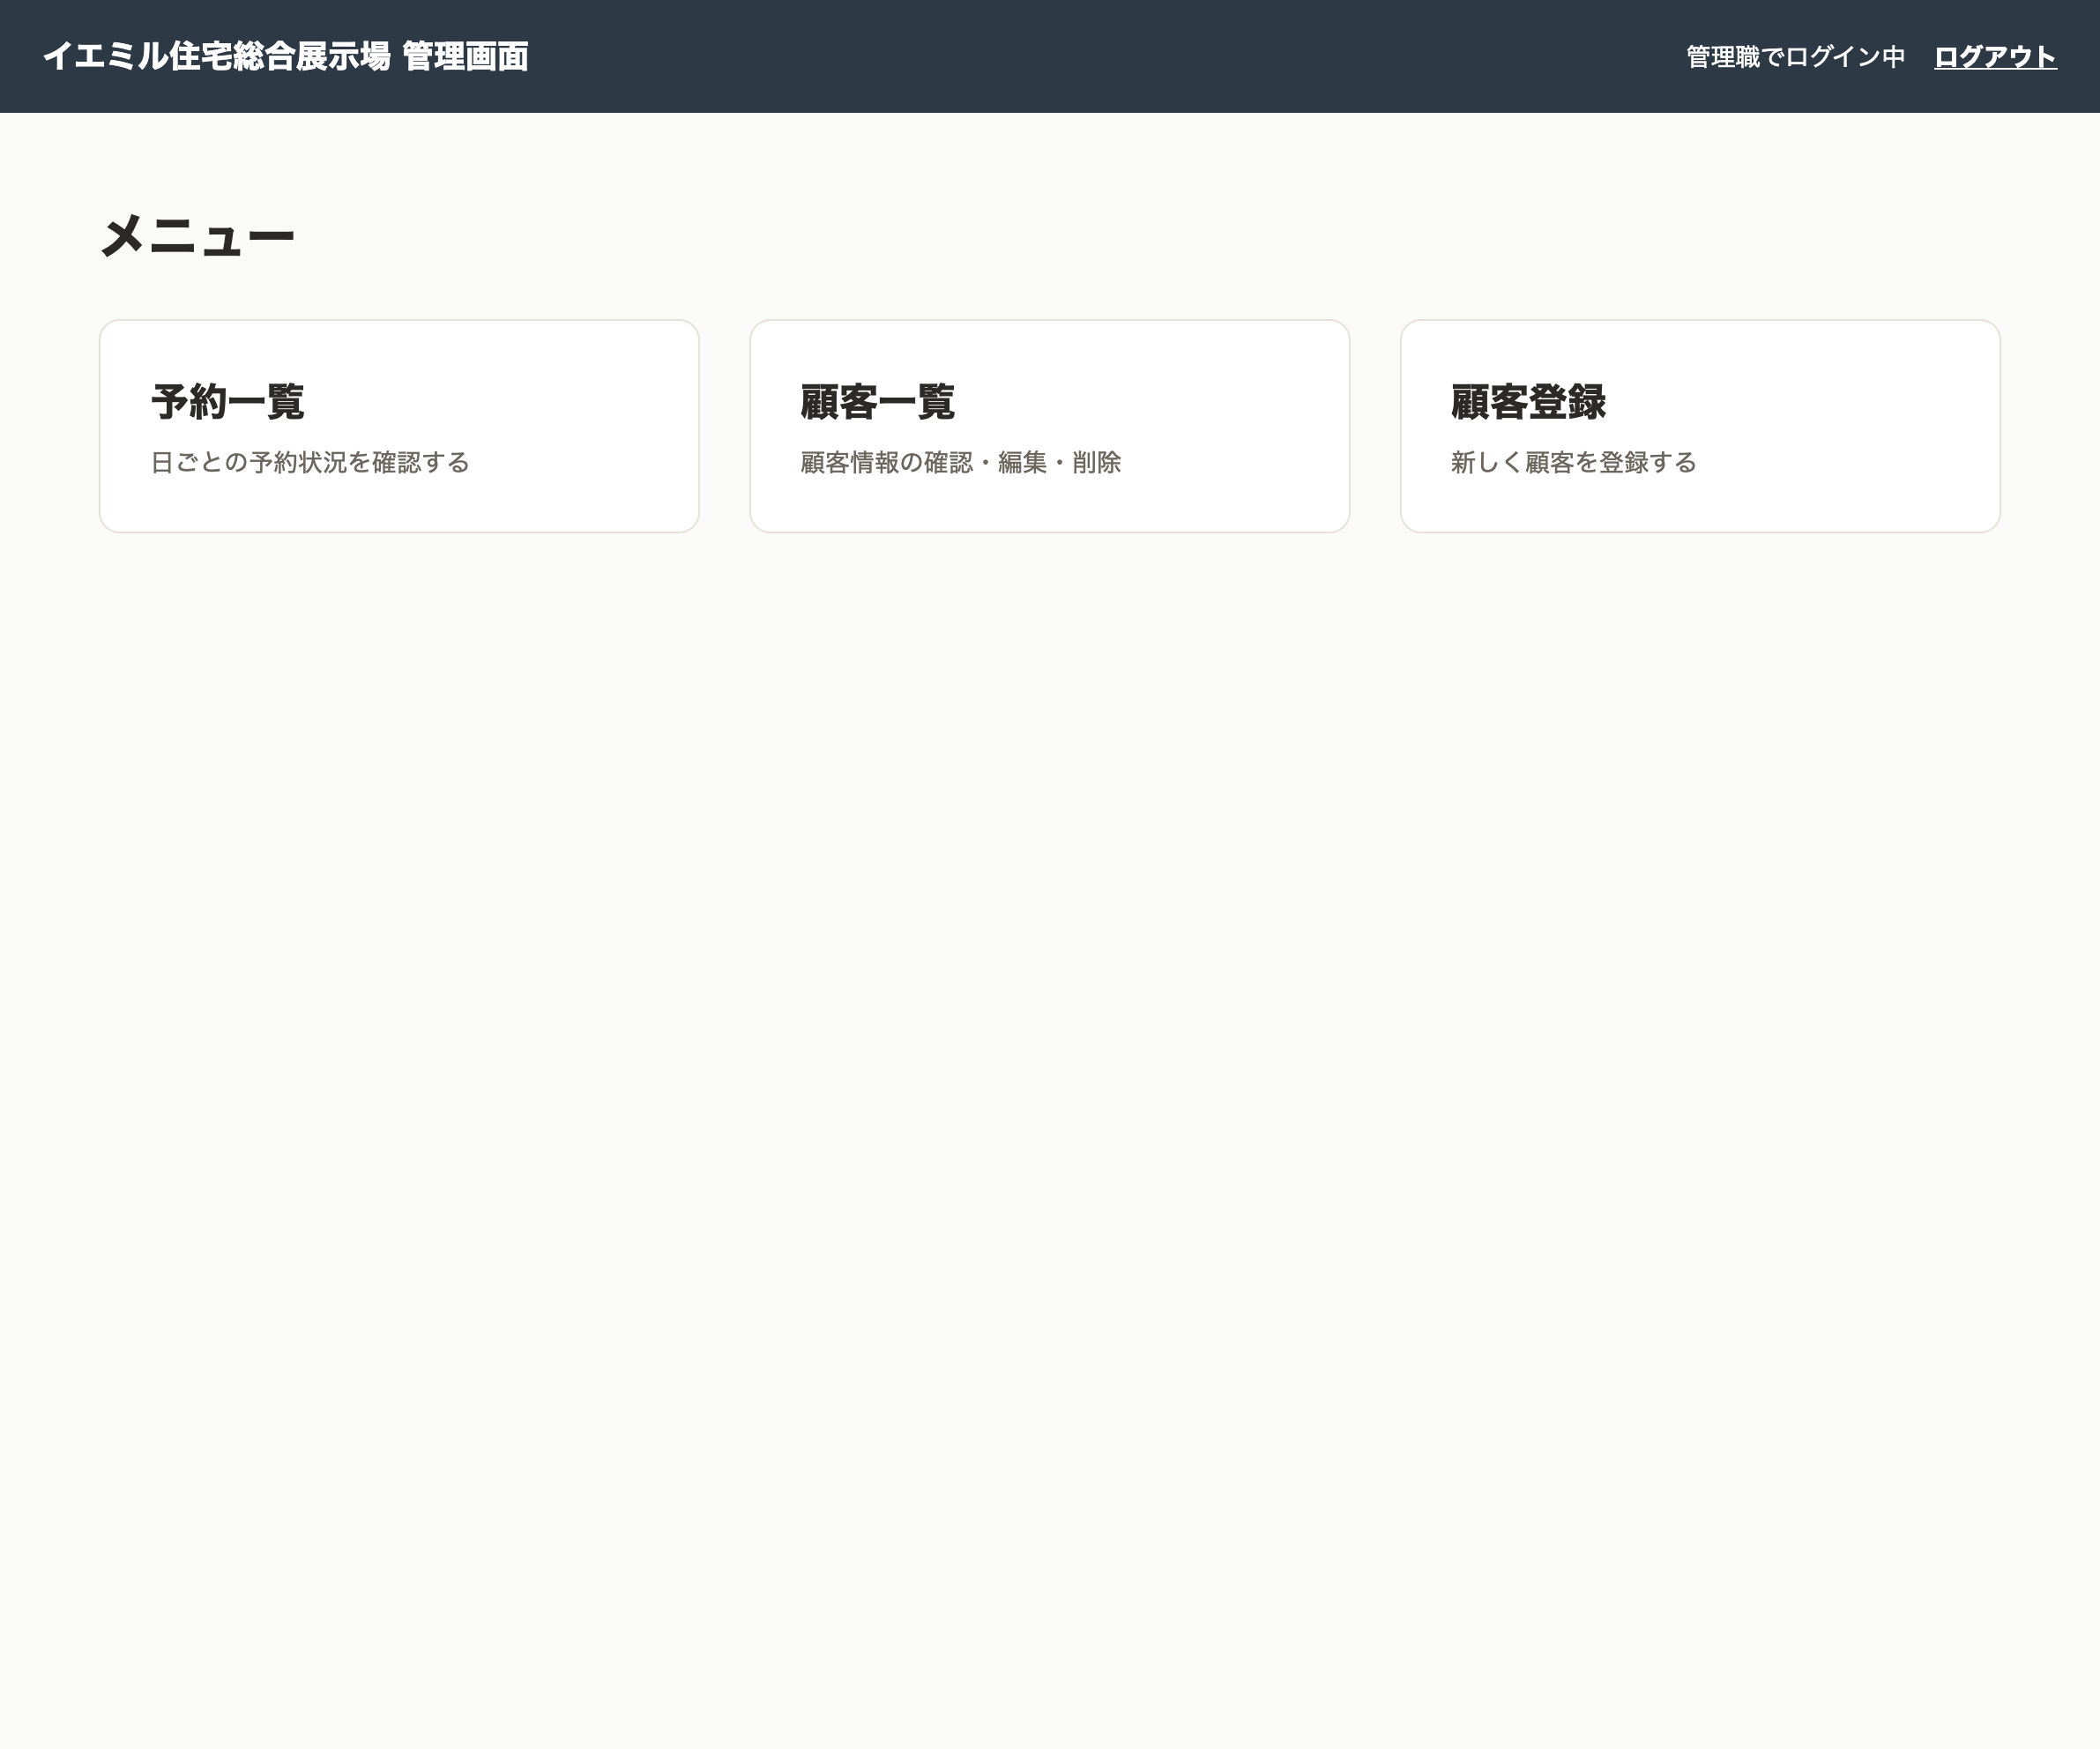 イエミル住宅総合展示場 管理画面
管理職でログイン中 ログアウト
メニュー
予約一覧
日ごとの予約状況を確認する
顧客一覧
顧客情報の確認・編集・削除
顧客登録
新しく顧客を登録する